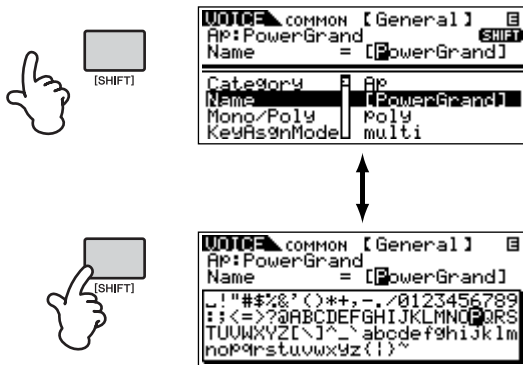 [SHIFT]
VOICE COMMON [General] E
AP:PowerGrand SHIFT
Name = [PowerGrand]
Category AP
Name [PowerGrand]
Mono/Poly poly
KeyAsgnMode multi
[SHIFT]
VOICE COMMON [General] E
AP:PowerGrand
Name = [PowerGrand]
␣!"#$%&'()*+,-./0123456789
:;<=>?@ABCDEFGHIJKLMNOPQRS
TUVWXYZ[\]^_`abcdefghijklm
nopqrstuvwxyz{|}~